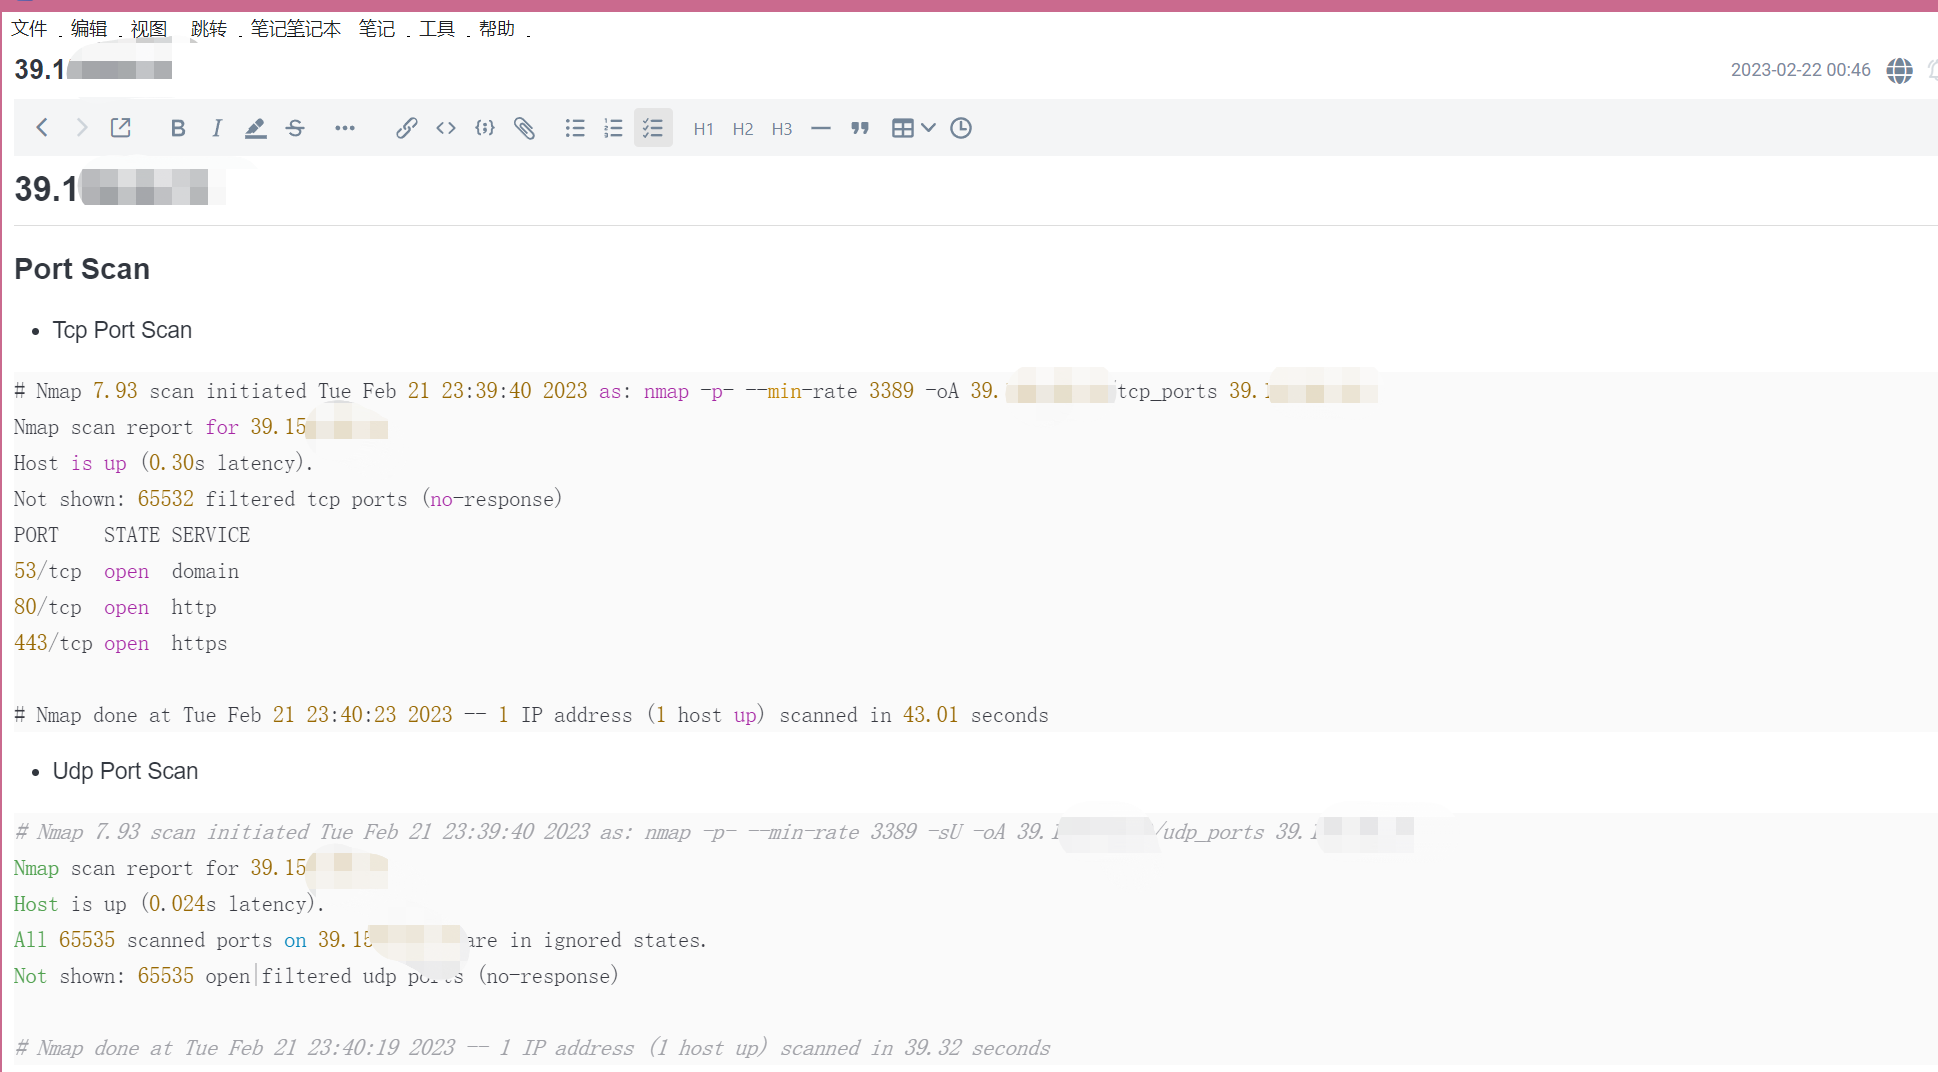 文件 编辑 视图 跳转 笔记笔记本 笔记 工具 帮助
39.1
2023-02-22 00:46
B I S H1 H2 H3
39.1
Port Scan
• Tcp Port Scan
# Nmap 7.93 scan initiated Tue Feb 21 23:39:40 2023 as: nmap -p- --min-rate 3389 -oA 39. tcp_ports 39.1
Nmap scan report for 39.15
Host is up (0.30s latency).
Not shown: 65532 filtered tcp ports (no-response)
PORT    STATE SERVICE
53/tcp  open  domain
80/tcp  open  http
443/tcp open  https
# Nmap done at Tue Feb 21 23:40:23 2023 -- 1 IP address (1 host up) scanned in 43.01 seconds
• Udp Port Scan
# Nmap 7.93 scan initiated Tue Feb 21 23:39:40 2023 as: nmap -p- --min-rate 3389 -sU -oA 39.1 /udp_ports 39.1
Nmap scan report for 39.15
Host is up (0.024s latency).
All 65535 scanned ports on 39.15 are in ignored states.
Not shown: 65535 open|filtered udp ports (no-response)
# Nmap done at Tue Feb 21 23:40:19 2023 -- 1 IP address (1 host up) scanned in 39.32 seconds